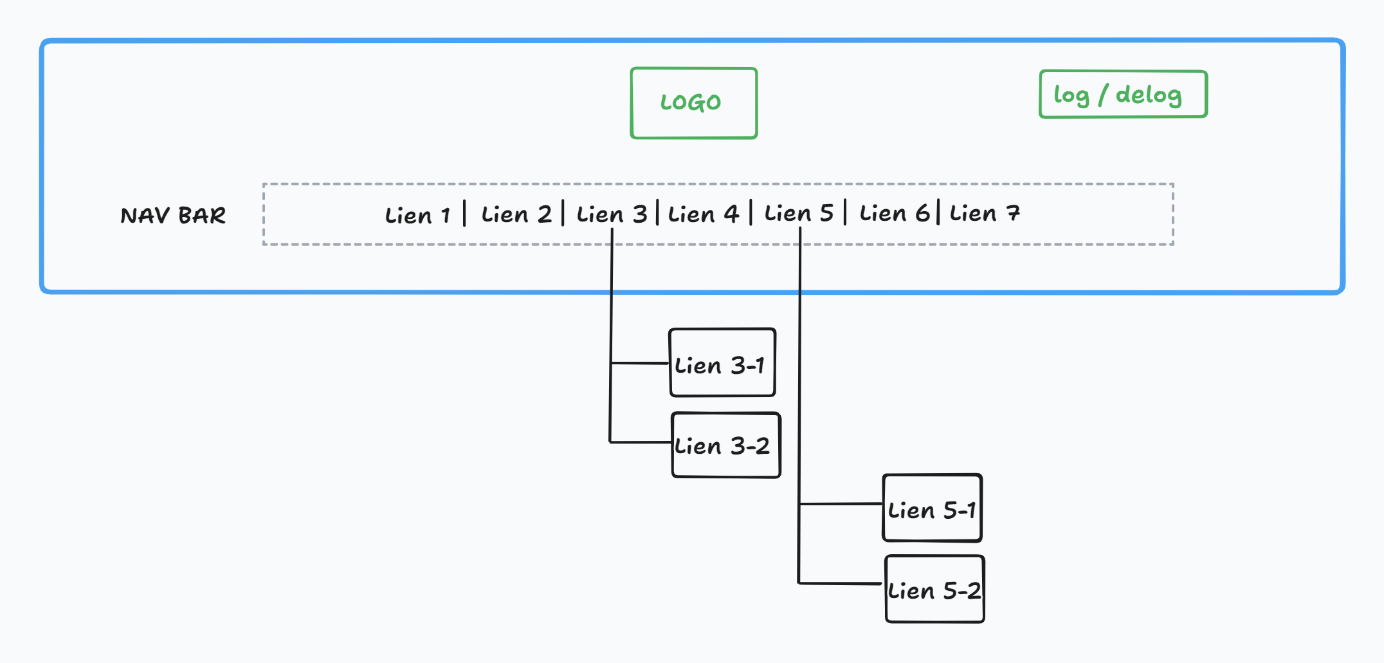 LOGO
log / delog
NAV BAR
Lien 1 | Lien 2 | Lien 3 | Lien 4 | Lien 5 | Lien 6 | Lien 7
Lien 3-1
Lien 3-2
Lien 5-1
Lien 5-2